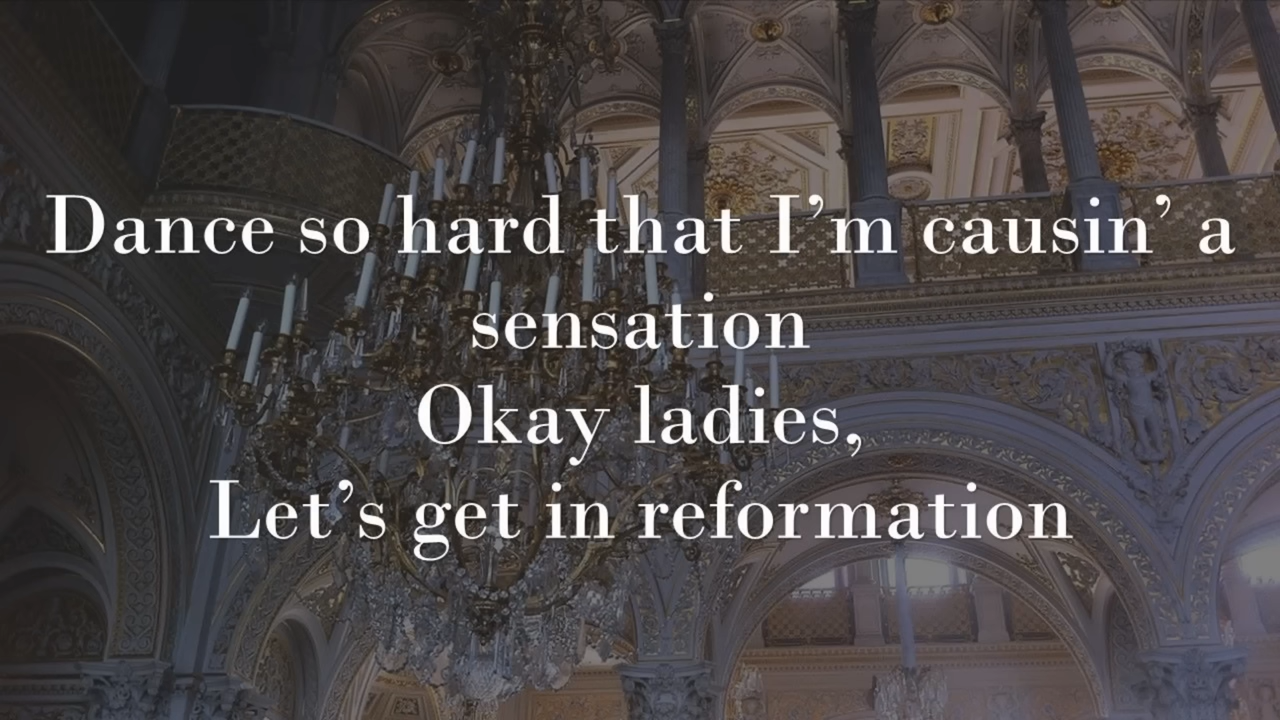 Dance so hard that I’m causin’ a
sensation
Okay ladies,
Let’s get in reformation